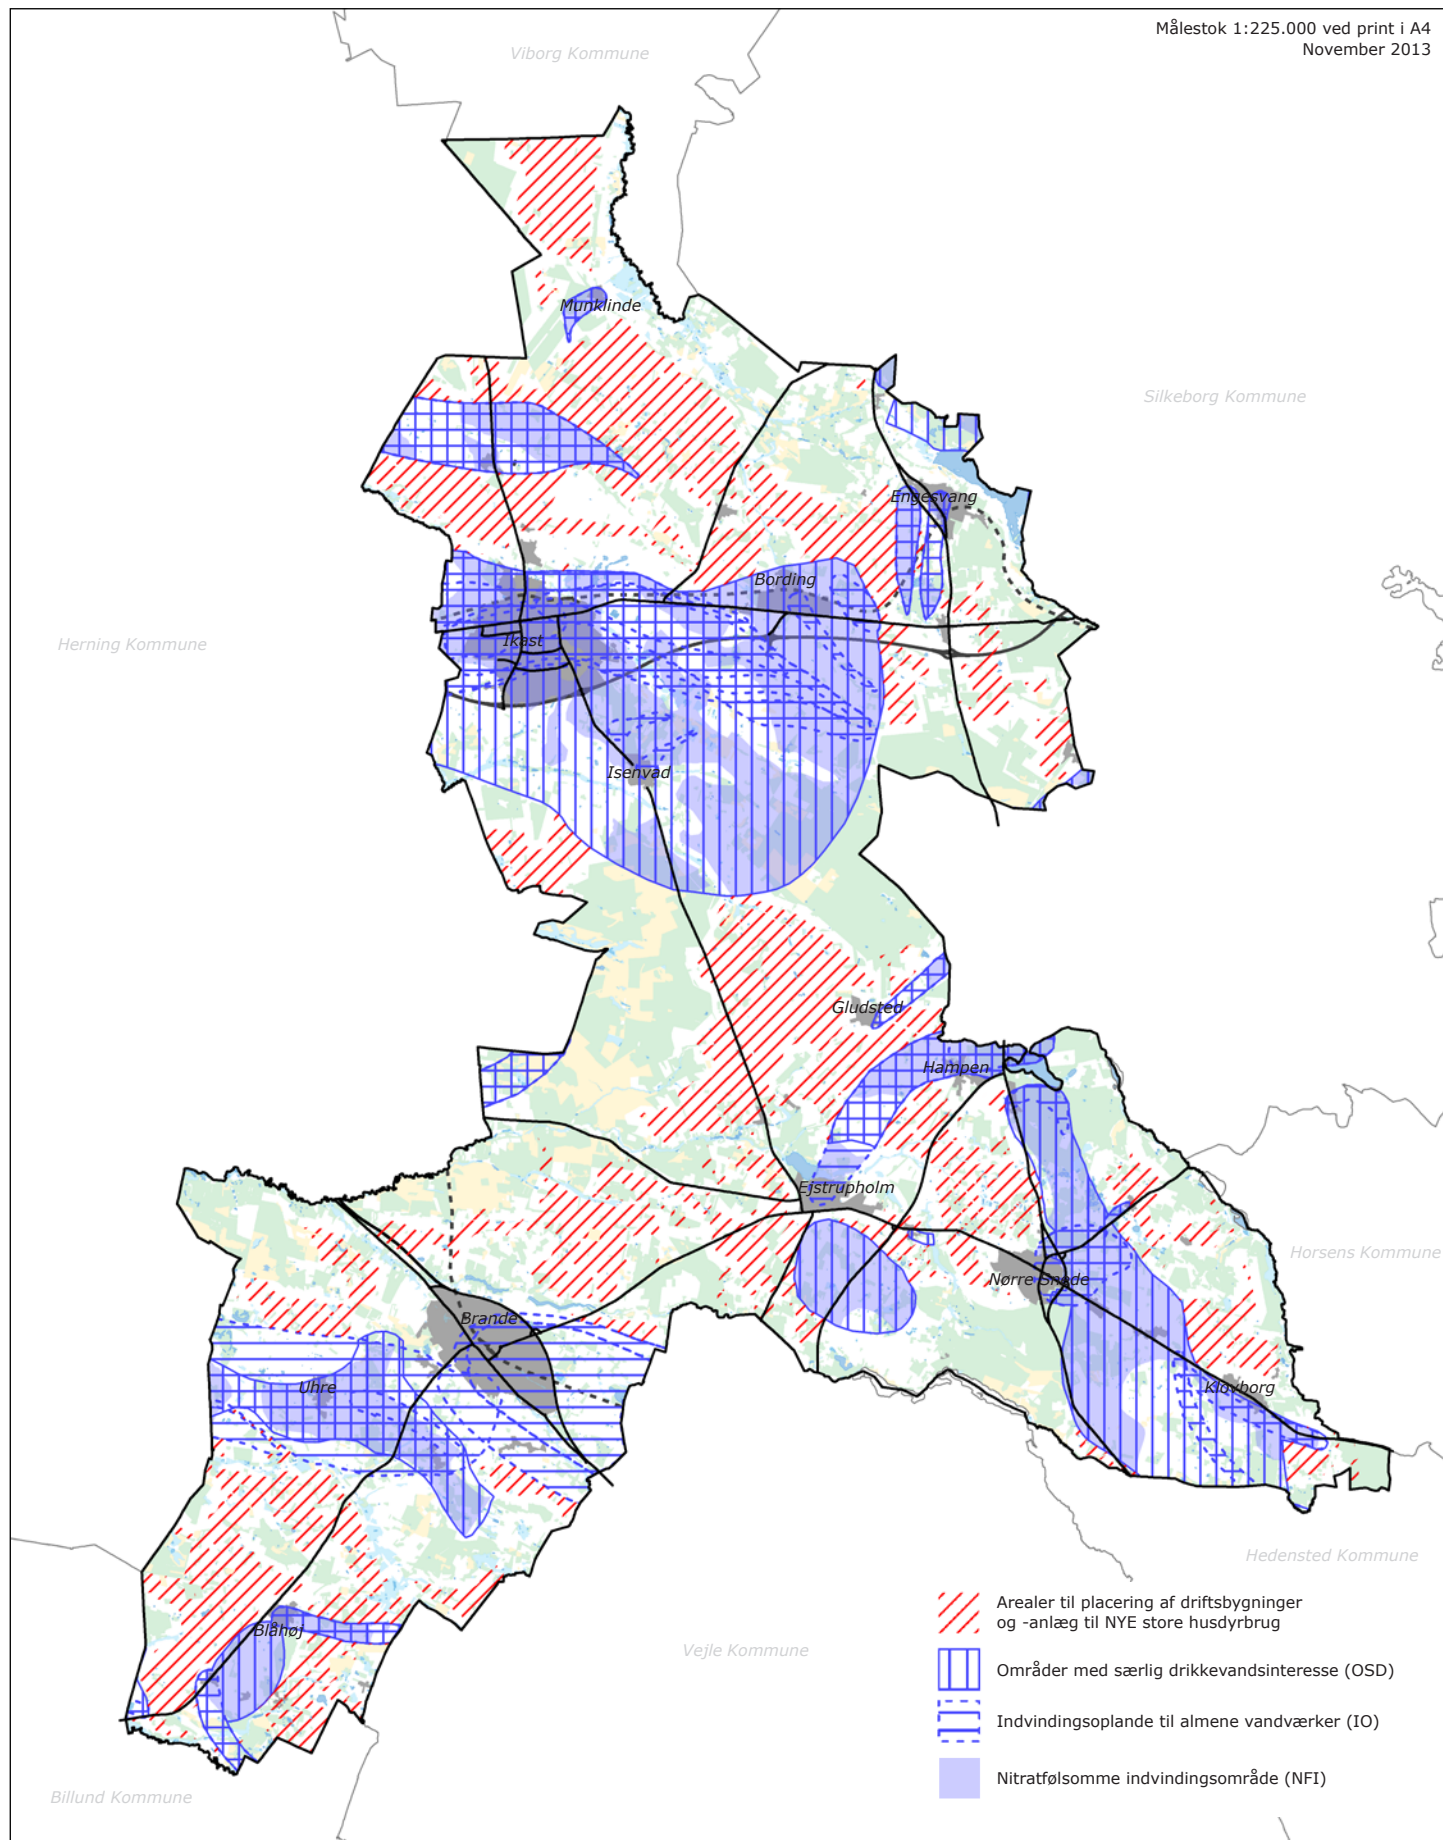 Målestok 1:225.000 ved print i A4
November 2013
Viborg Kommune
Munklinde
Silkeborg Kommune
Engesvang
Bording
Herning Kommune
Ikast
Isenvad
Gludsted
Hampen
Ejstrupholm
Horsens Kommune
Nørre Snede
Brande
Uhre
Klovborg
Hedensted Kommune
Arealer til placering af driftsbygninger
og -anlæg til NYE store husdyrbrug
Blåhøj
Vejle Kommune
Områder med særlig drikkevandsinteresse (OSD)
Indvindingsoplande til almene vandværker (IO)
Nitratfølsomme indvindingsområde (NFI)
Billund Kommune